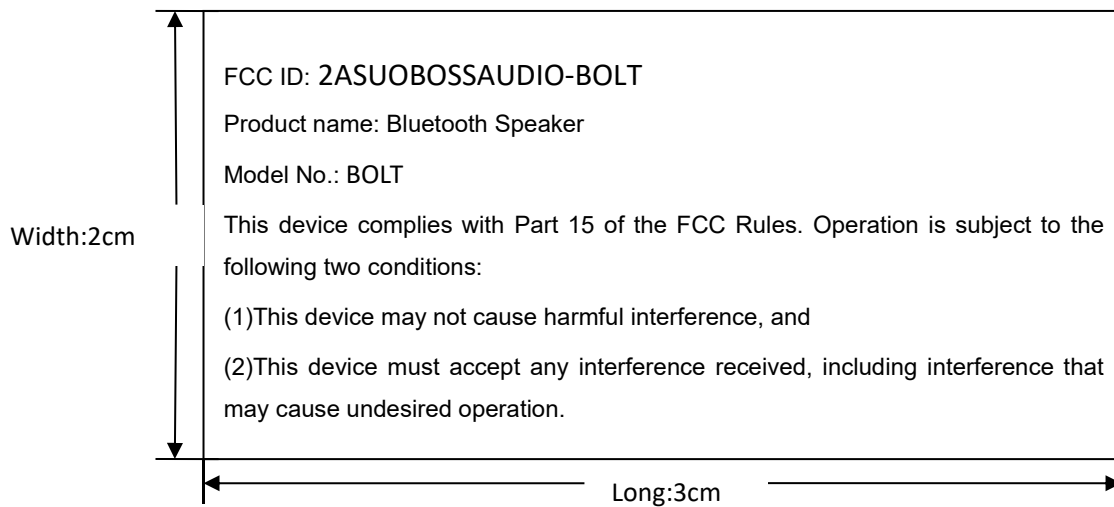 FCC ID: 2ASUOBOSSAUDIO-BOLT
Product name: Bluetooth Speaker
Model No.: BOLT
This device complies with Part 15 of the FCC Rules. Operation is subject to the
following two conditions:
(1)This device may not cause harmful interference, and
(2)This device must accept any interference received, including interference that
may cause undesired operation.
Width:2cm
Long:3cm